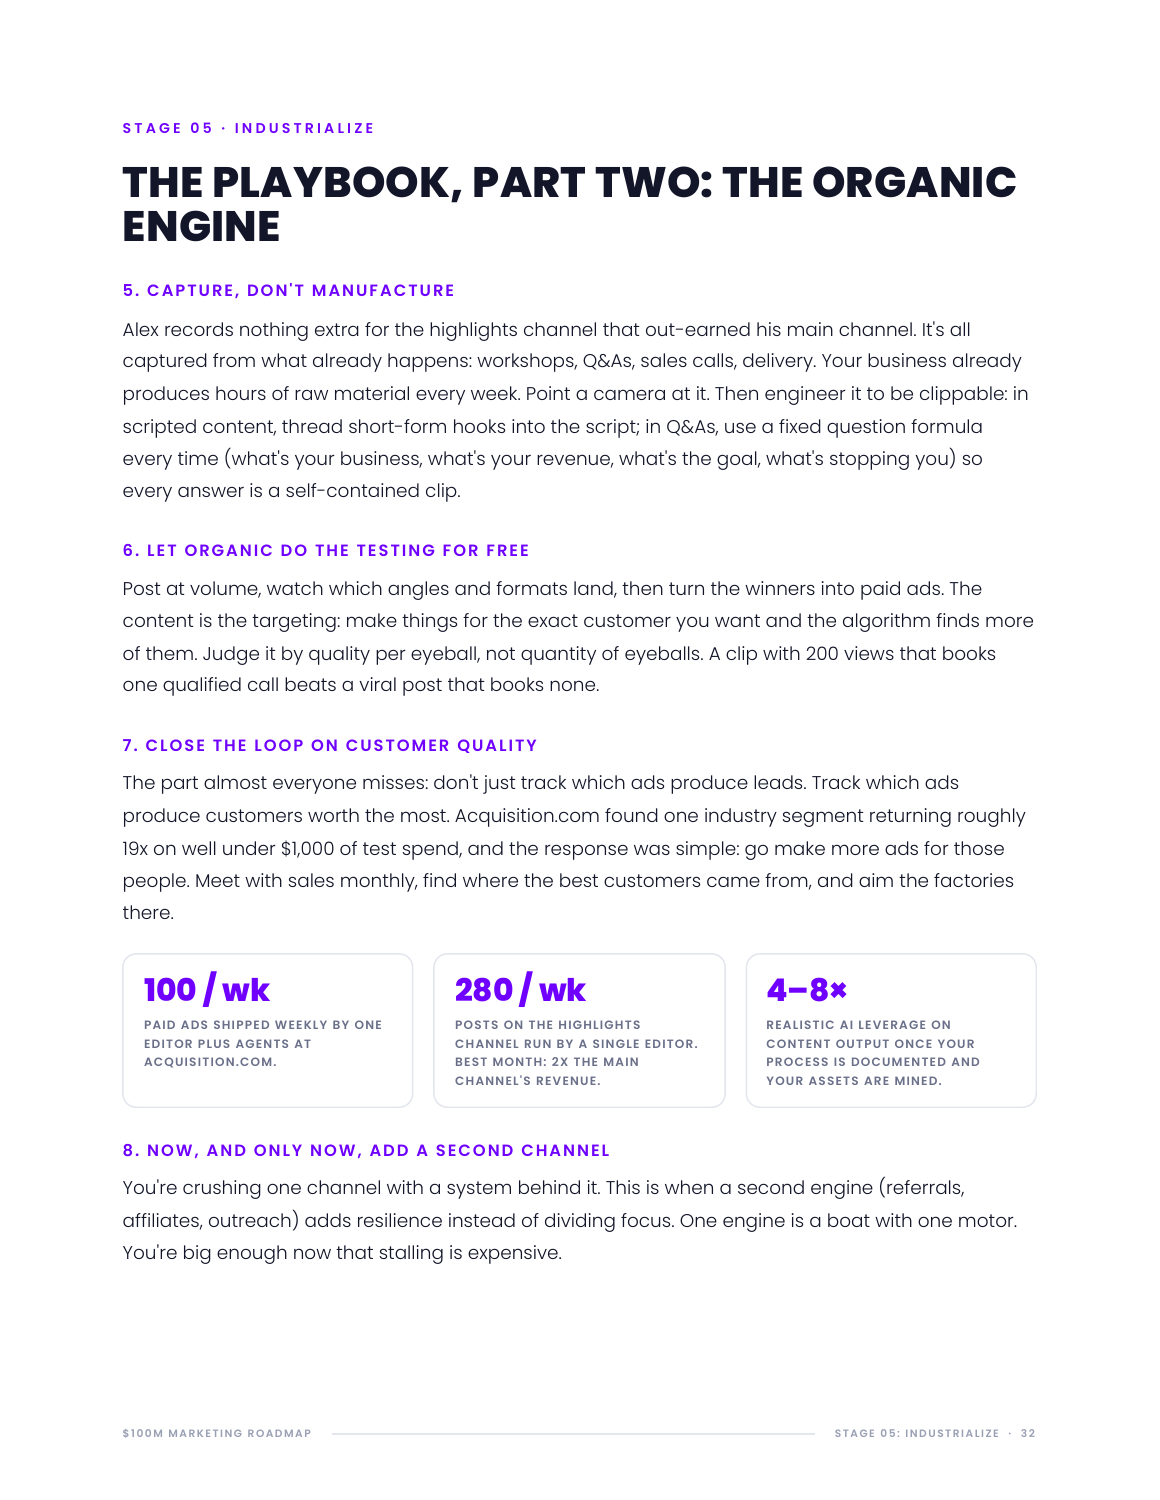 STAGE 05 · INDUSTRIALIZE
THE PLAYBOOK, PART TWO: THE ORGANIC
ENGINE
5. CAPTURE, DON'T MANUFACTURE
Alex records nothing extra for the highlights channel that out-earned his main channel. It's all
captured from what already happens: workshops, Q&As, sales calls, delivery. Your business already
produces hours of raw material every week. Point a camera at it. Then engineer it to be clippable: in
scripted content, thread short-form hooks into the script; in Q&As, use a fixed question formula
every time (what's your business, what's your revenue, what's the goal, what's stopping you) so
every answer is a self-contained clip.
6. LET ORGANIC DO THE TESTING FOR FREE
Post at volume, watch which angles and formats land, then turn the winners into paid ads. The
content is the targeting: make things for the exact customer you want and the algorithm finds more
of them. Judge it by quality per eyeball, not quantity of eyeballs. A clip with 200 views that books
one qualified call beats a viral post that books none.
7. CLOSE THE LOOP ON CUSTOMER QUALITY
The part almost everyone misses: don't just track which ads produce leads. Track which ads
produce customers worth the most. Acquisition.com found one industry segment returning roughly
19x on well under $1,000 of test spend, and the response was simple: go make more ads for those
people. Meet with sales monthly, find where the best customers came from, and aim the factories
there.
100 / wk
PAID ADS SHIPPED WEEKLY BY ONE
EDITOR PLUS AGENTS AT
ACQUISITION.COM.
280 / wk
POSTS ON THE HIGHLIGHTS
CHANNEL RUN BY A SINGLE EDITOR.
BEST MONTH: 2X THE MAIN
CHANNEL'S REVENUE.
4–8×
REALISTIC AI LEVERAGE ON
CONTENT OUTPUT ONCE YOUR
PROCESS IS DOCUMENTED AND
YOUR ASSETS ARE MINED.
8. NOW, AND ONLY NOW, ADD A SECOND CHANNEL
You're crushing one channel with a system behind it. This is when a second engine (referrals,
affiliates, outreach) adds resilience instead of dividing focus. One engine is a boat with one motor.
You're big enough now that stalling is expensive.
$100M MARKETING ROADMAP
STAGE 05: INDUSTRIALIZE · 32